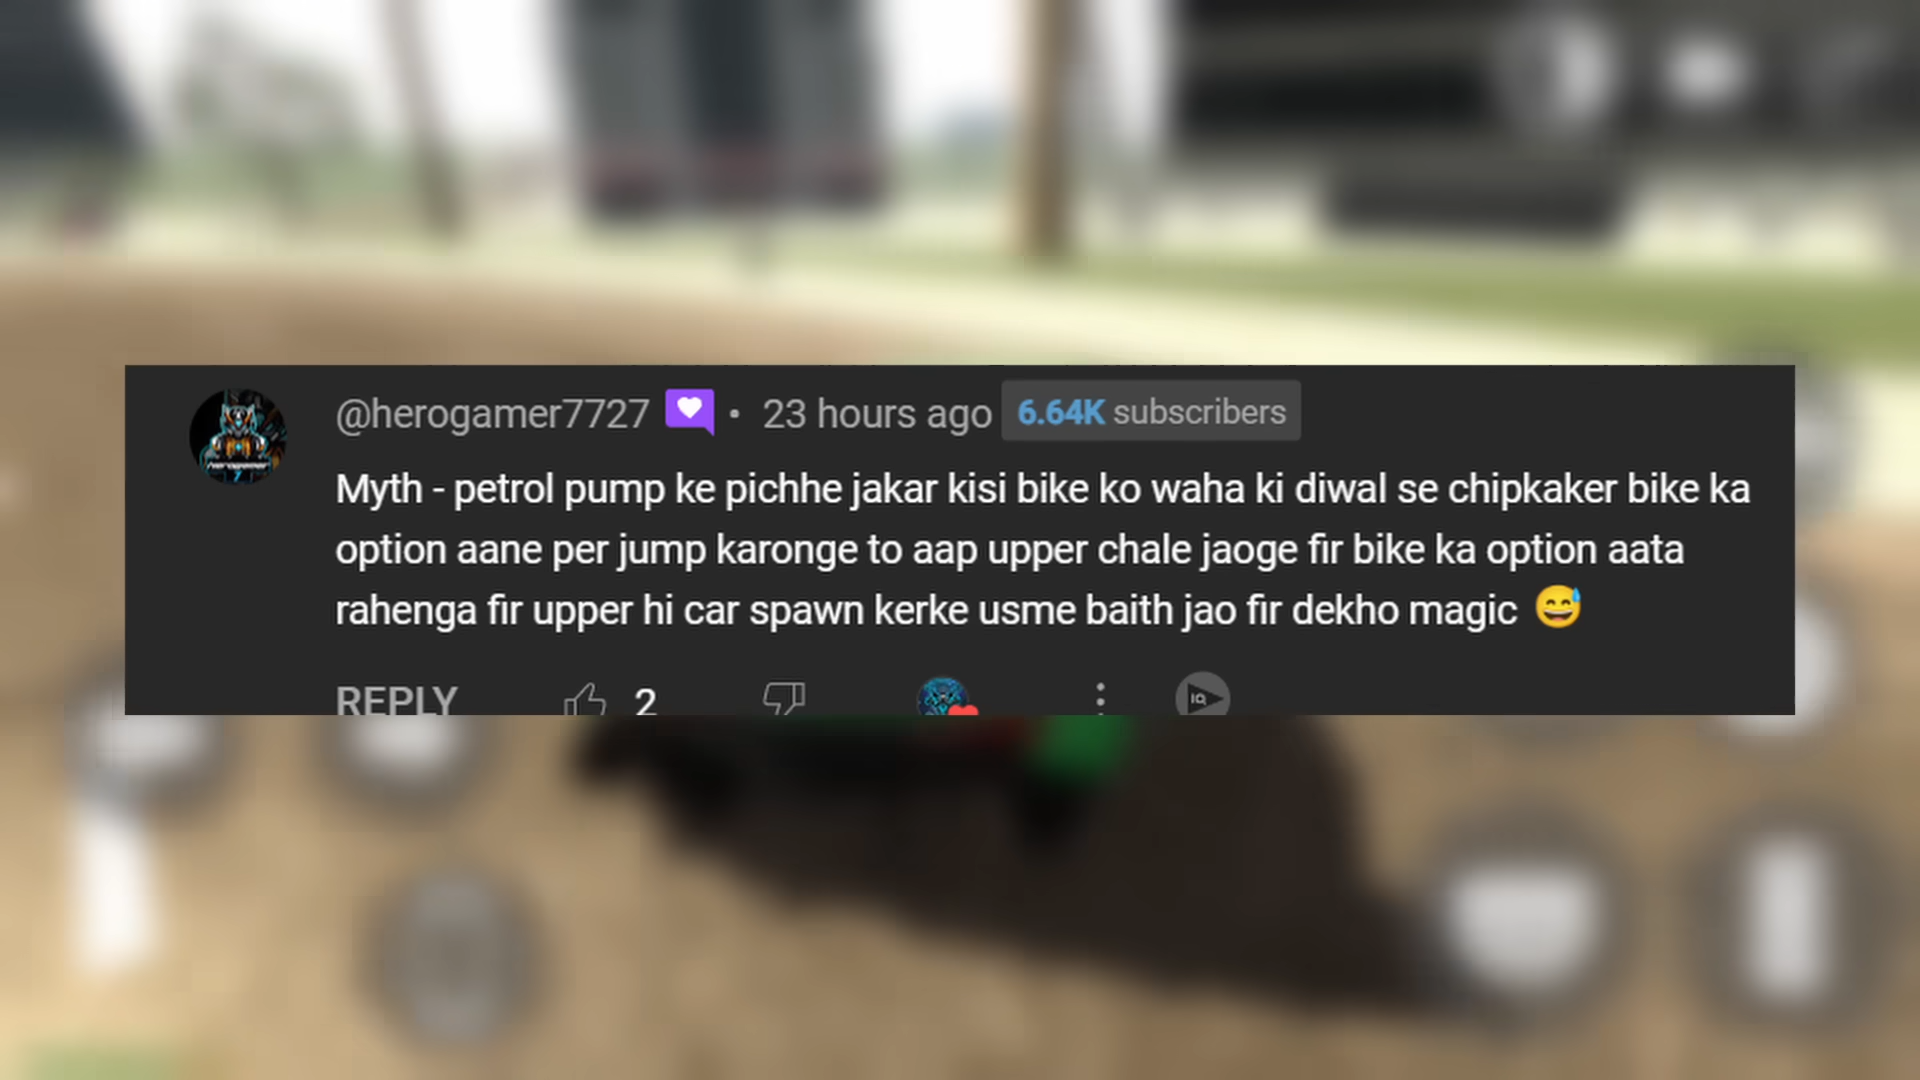 @herogamer7727 • 23 hours ago 6.64K subscribers
Myth - petrol pump ke pichhe jakar kisi bike ko waha ki diwal se chipkaker bike ka
option aane per jump karonge to aap upper chale jaoge fir bike ka option aata
rahenga fir upper hi car spawn kerke usme baith jao fir dekho magic 😅
REPLY 2 IQ